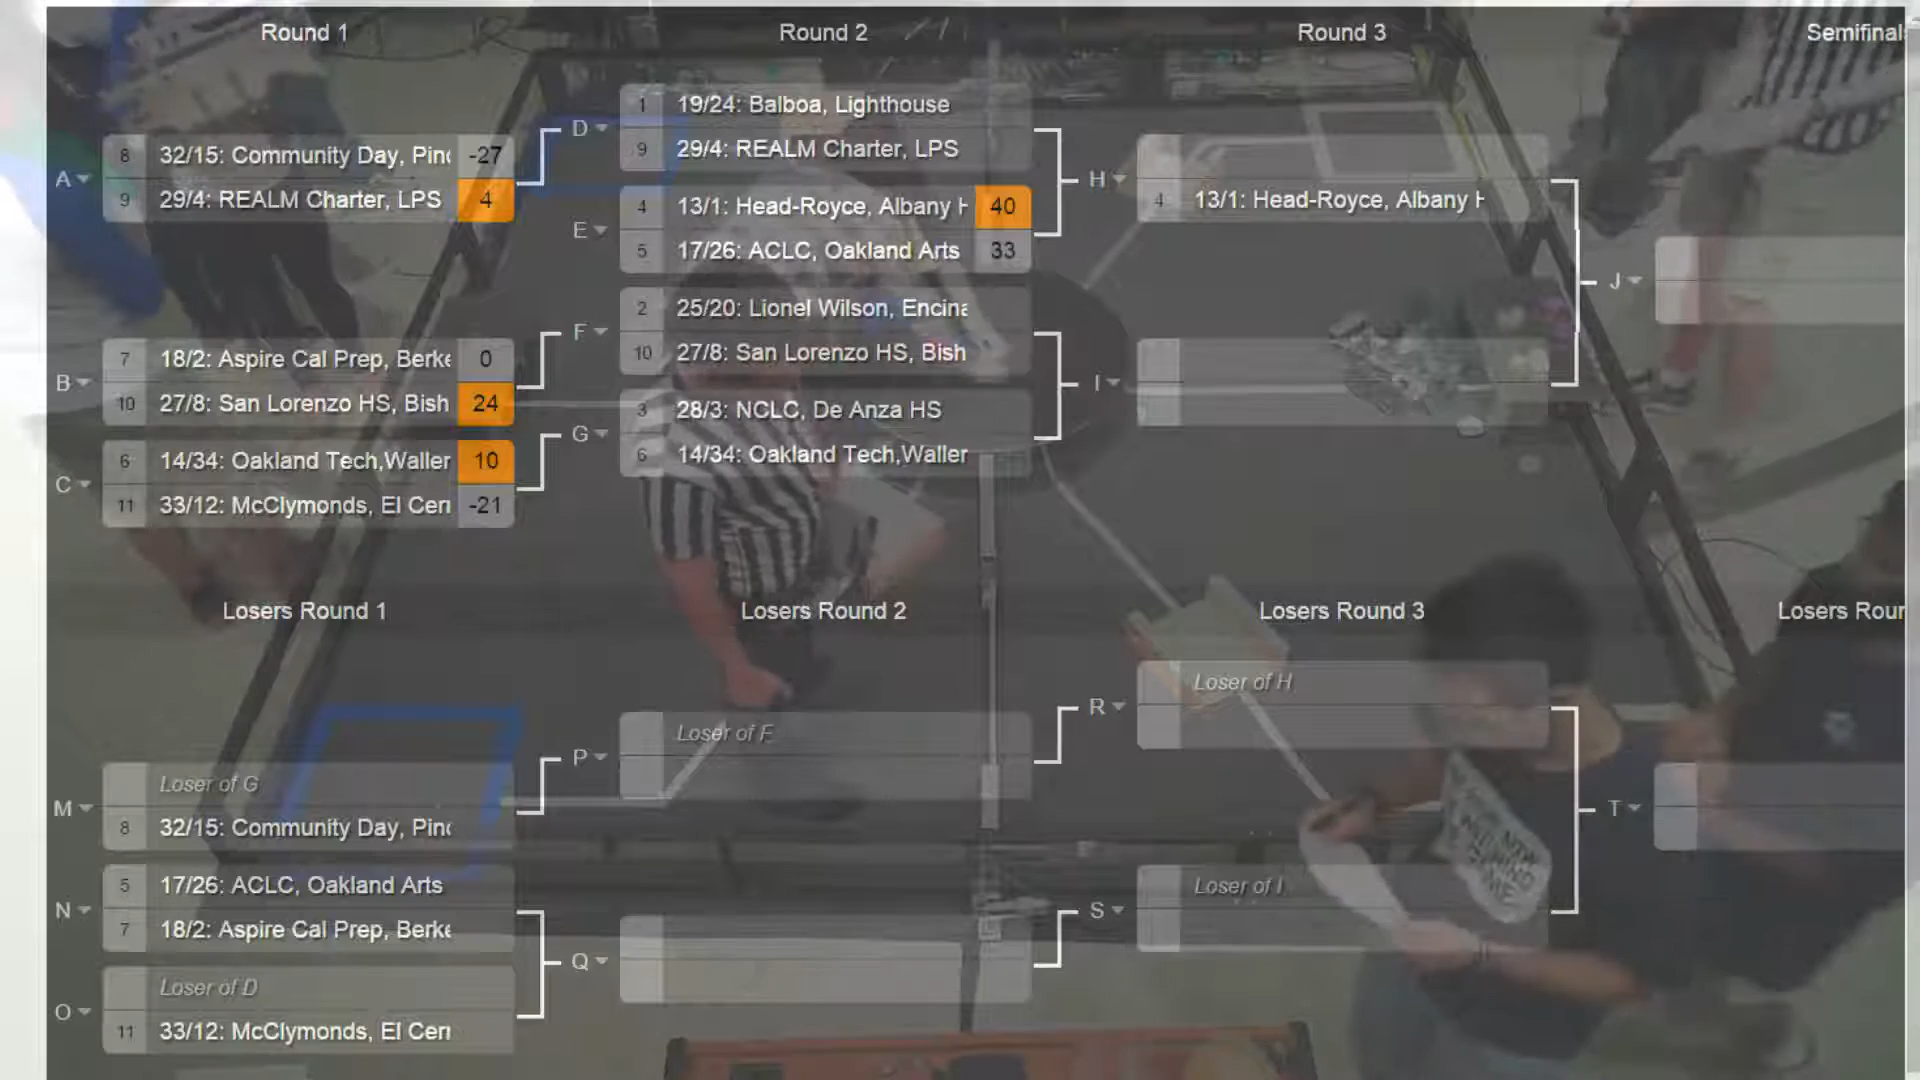 Round 1
Round 2
Round 3
Semifinals
A
8 32/15: Community Day, Pin -27
9 29/4: REALM Charter, LPS 4
B
7 18/2: Aspire Cal Prep, Berke 0
10 27/8: San Lorenzo HS, Bish 24
C
6 14/34: Oakland Tech,Waller 10
11 33/12: McClymonds, El Cerr -21
D
1 19/24: Balboa, Lighthouse
9 29/4: REALM Charter, LPS
E
4 13/1: Head-Royce, Albany H 40
5 17/26: ACLC, Oakland Arts 33
F
2 25/20: Lionel Wilson, Encina
10 27/8: San Lorenzo HS, Bish
G
3 28/3: NCLC, De Anza HS
6 14/34: Oakland Tech,Waller
H
4 13/1: Head-Royce, Albany H
I
J
Losers Round 1
Losers Round 2
Losers Round 3
Losers Roun
M
Loser of G
8 32/15: Community Day, Pin
N
5 17/26: ACLC, Oakland Arts
7 18/2: Aspire Cal Prep, Berke
O
Loser of D
11 33/12: McClymonds, El Cerr
P
Loser of F
Q
R
Loser of H
S
Loser of I
T